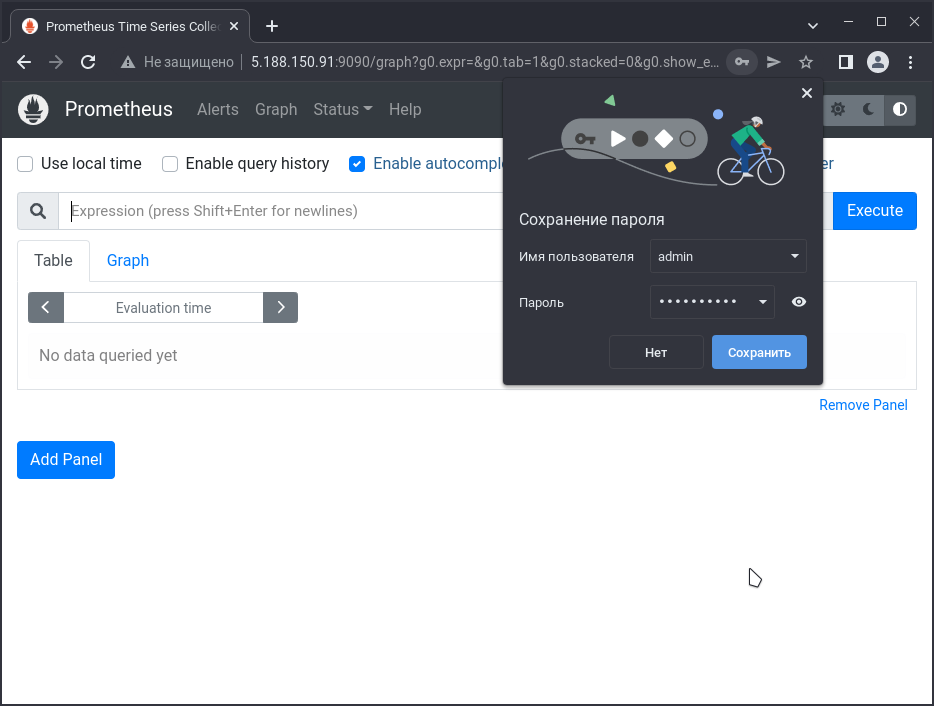 Prometheus Time Series Colle
Не защищено 5.188.150.91:9090/graph?g0.expr=&g0.tab=1&g0.stacked=0&g0.show_e...
Prometheus Alerts Graph Status Help
Use local time Enable query history Enable autocomple er
Expression (press Shift+Enter for newlines) Execute
Table Graph
Evaluation time
No data queried yet
Сохранение пароля
Имя пользователя admin
Пароль ••••••••••
Нет Сохранить
Remove Panel
Add Panel